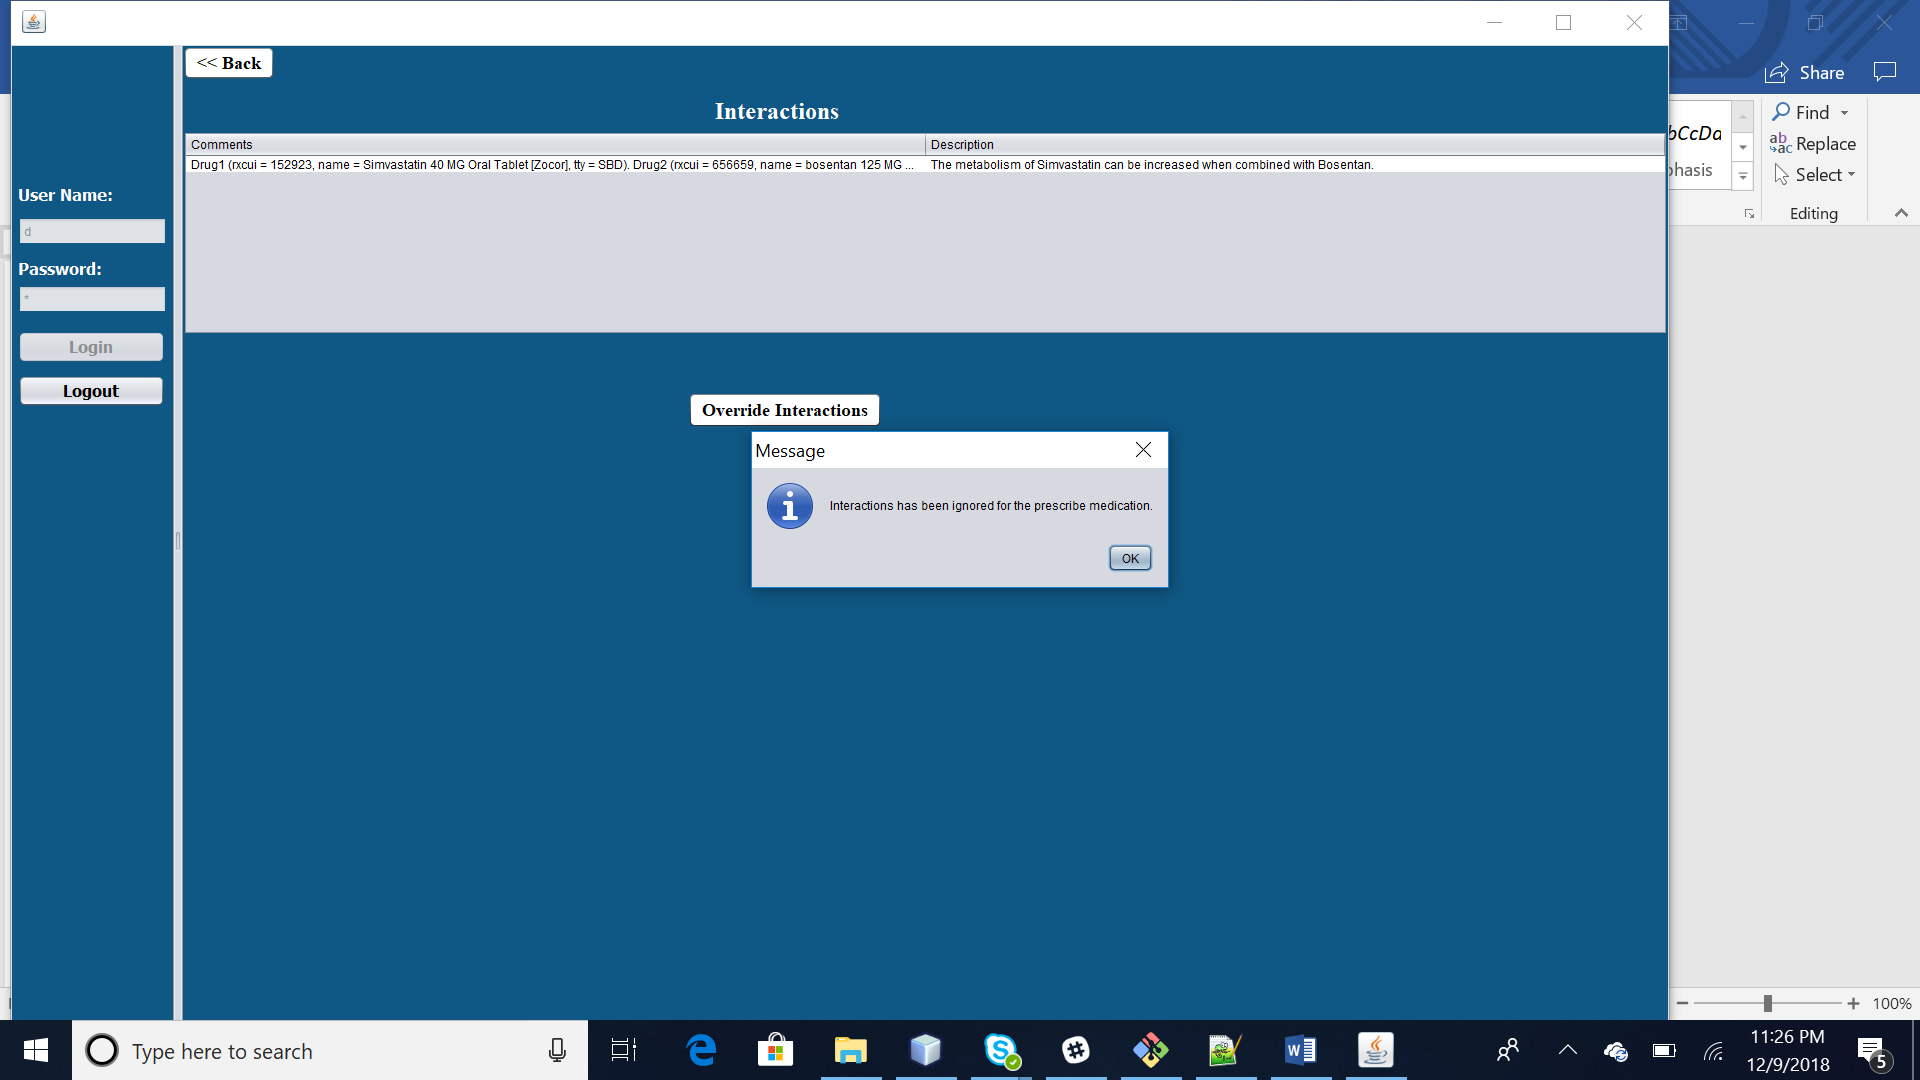 << Back
Share
Interactions
Find
Comments
Description
Replace
Drug1 (rxcui = 152923, name = Simvastatin 40 MG Oral Tablet [Zocor], tty = SBD). Drug2 (rxcui = 656659, name = bosentan 125 MG ...
The metabolism of Simvastatin can be increased when combined with Bosentan.
Select
Editing
User Name:
d
Password:
*
Login
Logout
Override Interactions
Message
Interactions has been ignored for the prescribe medication.
OK
100%
Type here to search
11:26 PM
12/9/2018
5